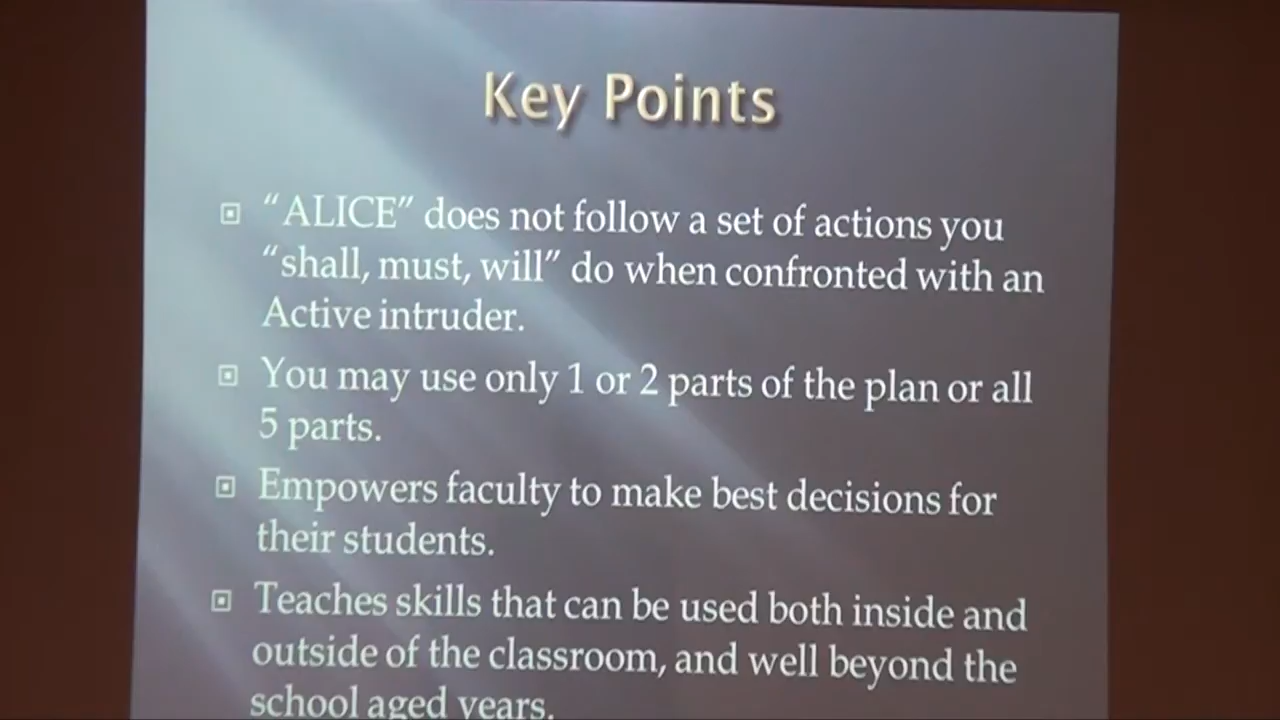 Key Points
“ALICE” does not follow a set of actions you
“shall, must, will” do when confronted with an
Active intruder.
You may use only 1 or 2 parts of the plan or all
5 parts.
Empowers faculty to make best decisions for
their students.
Teaches skills that can be used both inside and
outside of the classroom, and well beyond the
school aged years.